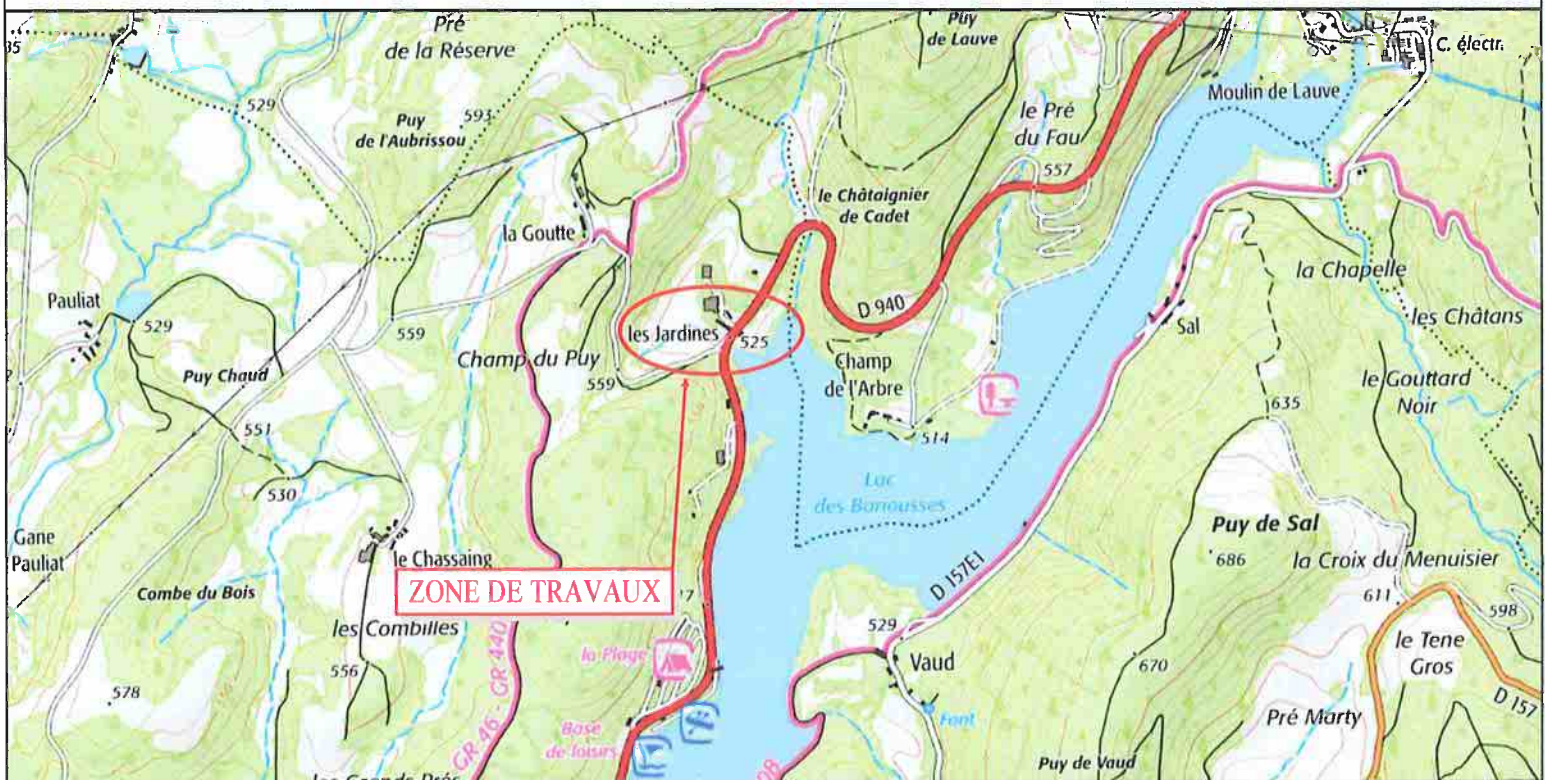 Pré
de la Réserve
Puy
de Lauve
C. électr.
Moulin de Lauve
529
593
Puy
de l'Aubrissou
le Pré
du Fau
557
le Châtaignier
de Cadet
la Goutte
la Chapelle
Pauliat
529
559
les Jardines
525
D 940
Sal
les Châtans
Champ du Puy
559
Puy Chaud
Champ
de l'Arbre
le Gouttard
Noir
635
551
514
530
Lac
des Banousses
Gane
Pauliat
le Chassaing
Puy de Sal
686
la Croix du Menuisier
D 157E1
Combe du Bois
ZONE DE TRAVAUX
611
598
les Combilles
529
le Tene
Gros
la Plage
Vaud
670
556
578
GR 46 - GR 440
D 157
Font
Pré Marty
Base
de loisirs
Puy de Vaud
les Grands Prés